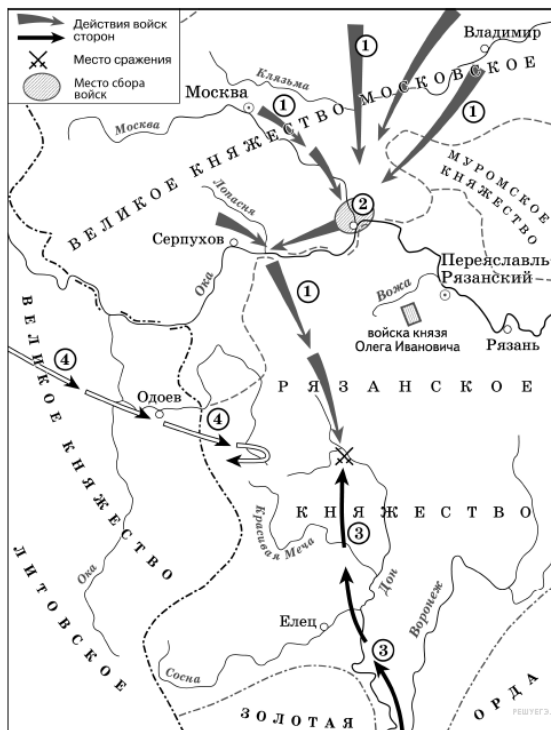 Действия войск
сторон
Место сражения
Место сбора
войск
Владимир
Клязьма
Москва
Москва
ВЕЛИКОЕ КНЯЖЕСТВО МОСКОВСКОЕ
МУРОМСКОЕ
КНЯЖЕСТВО
1
1
1
2
Лопасня
Серпухов
Ока
1
Переяславль-
Рязанский
Вожа
войска князя
Олега Ивановича
Рязань
4
Одоев
4
РЯЗАНСКОЕ
КНЯЖЕСТВО
ВЕЛИКОЕ КНЯЖЕСТВО
ЛИТОВСКОЕ
Красивая Меча
3
Дон
Воронеж
Ока
Елец
3
Сосна
ЗОЛОТАЯ
ОРДА
РЕШУЕГЭ.